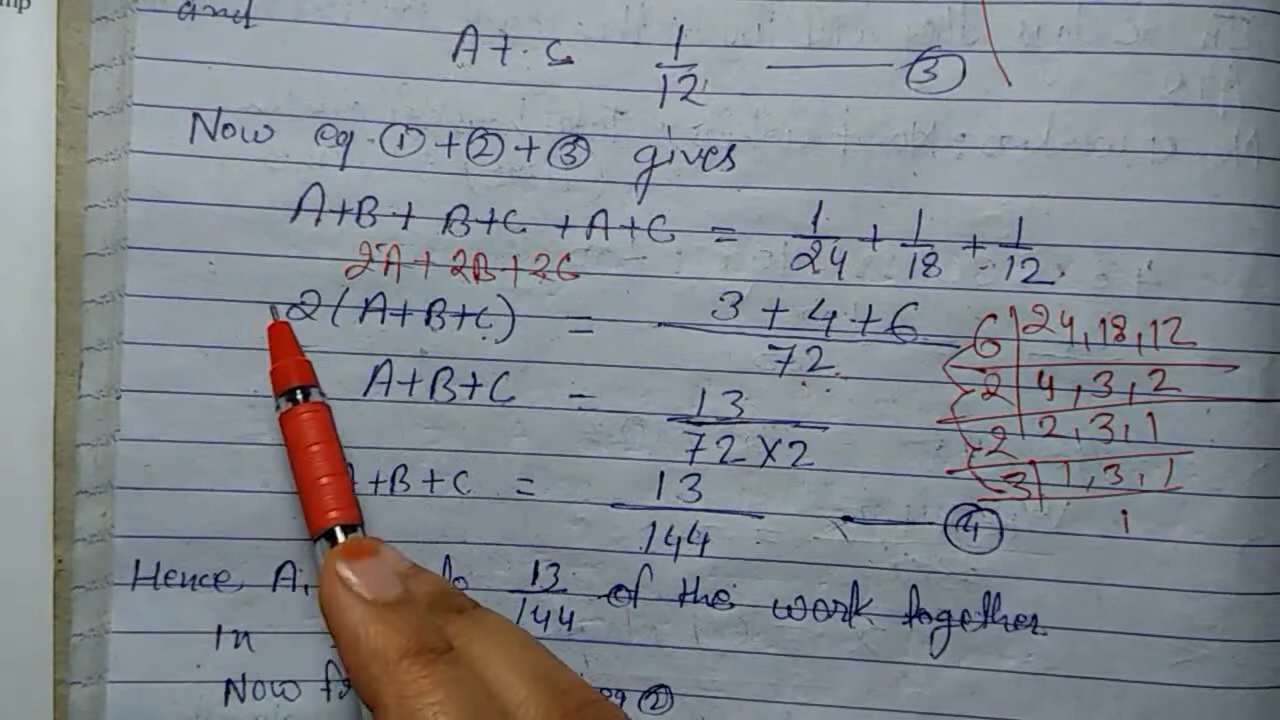 and
A + C 1/12 —— ③
Now eq. ① + ② + ③ gives
A+B + B+C + A+C = 1/24 + 1/18 + 1/12
2A + 2B + 2C
2(A+B+C) = 3 + 4 + 6 / 72
A+B+C = 13 / 72 × 2
+B+C = 13/144 —— ④
6 | 24, 18, 12
2 | 4, 3, 2
2 | 2, 3, 1
3 | 1, 3, 1
1
Hence A, 13/144 of the work together
in
Now eq ②